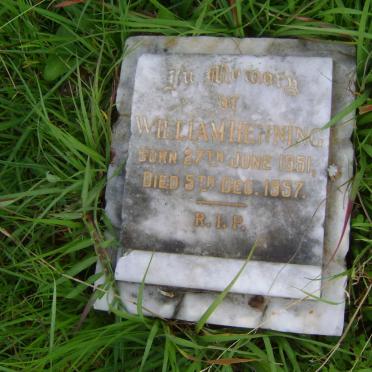 In Memory
OF
WILLIAM HENNING
BORN 27TH JUNE 1951,
DIED 5TH DEC. 1957.
R.I.P.